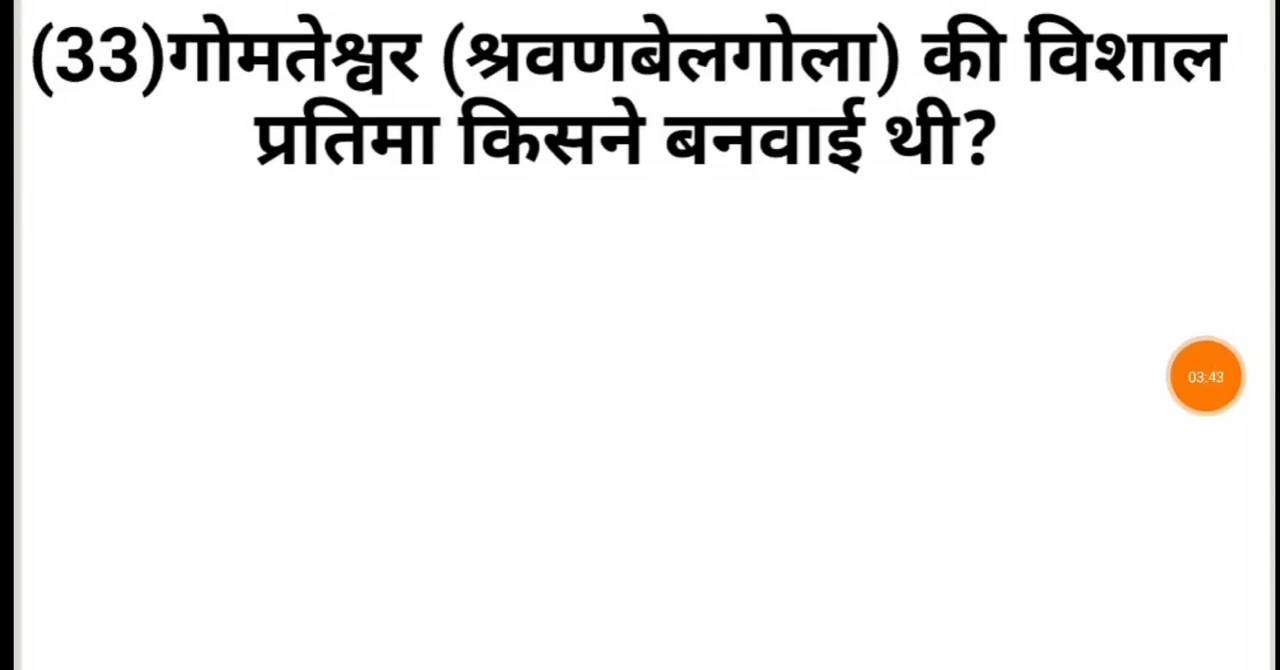 (33)गोमतेश्वर (श्रवणबेलगोला) की विशाल
प्रतिमा किसने बनवाई थी?
03:43